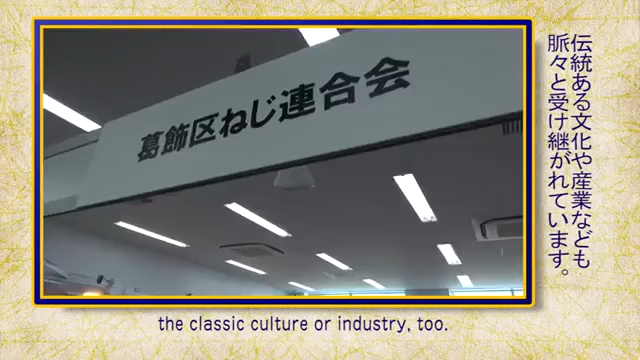 葛飾区ねじ連合会
伝統ある文化や産業なども
脈々と受け継がれています。
the classic culture or industry, too.